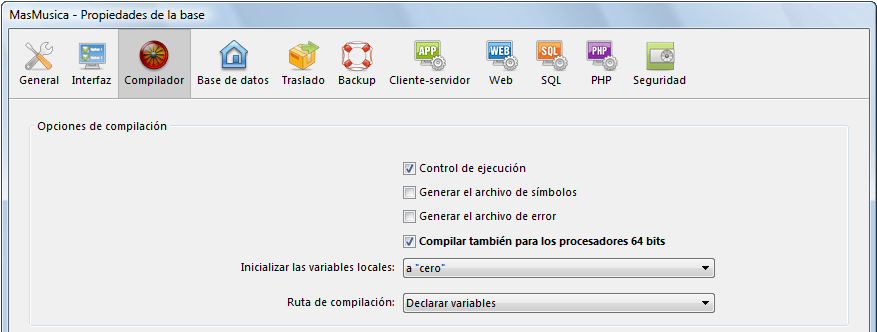 MasMusica - Propiedades de la base
General Interfaz Compilador Base de datos Traslado Backup Cliente-servidor Web SQL PHP Seguridad
APP WEB SQL PHP
Opciones de compilación
Control de ejecución
Generar el archivo de símbolos
Generar el archivo de error
Compilar también para los procesadores 64 bits
Inicializar las variables locales: a "cero"
Ruta de compilación: Declarar variables